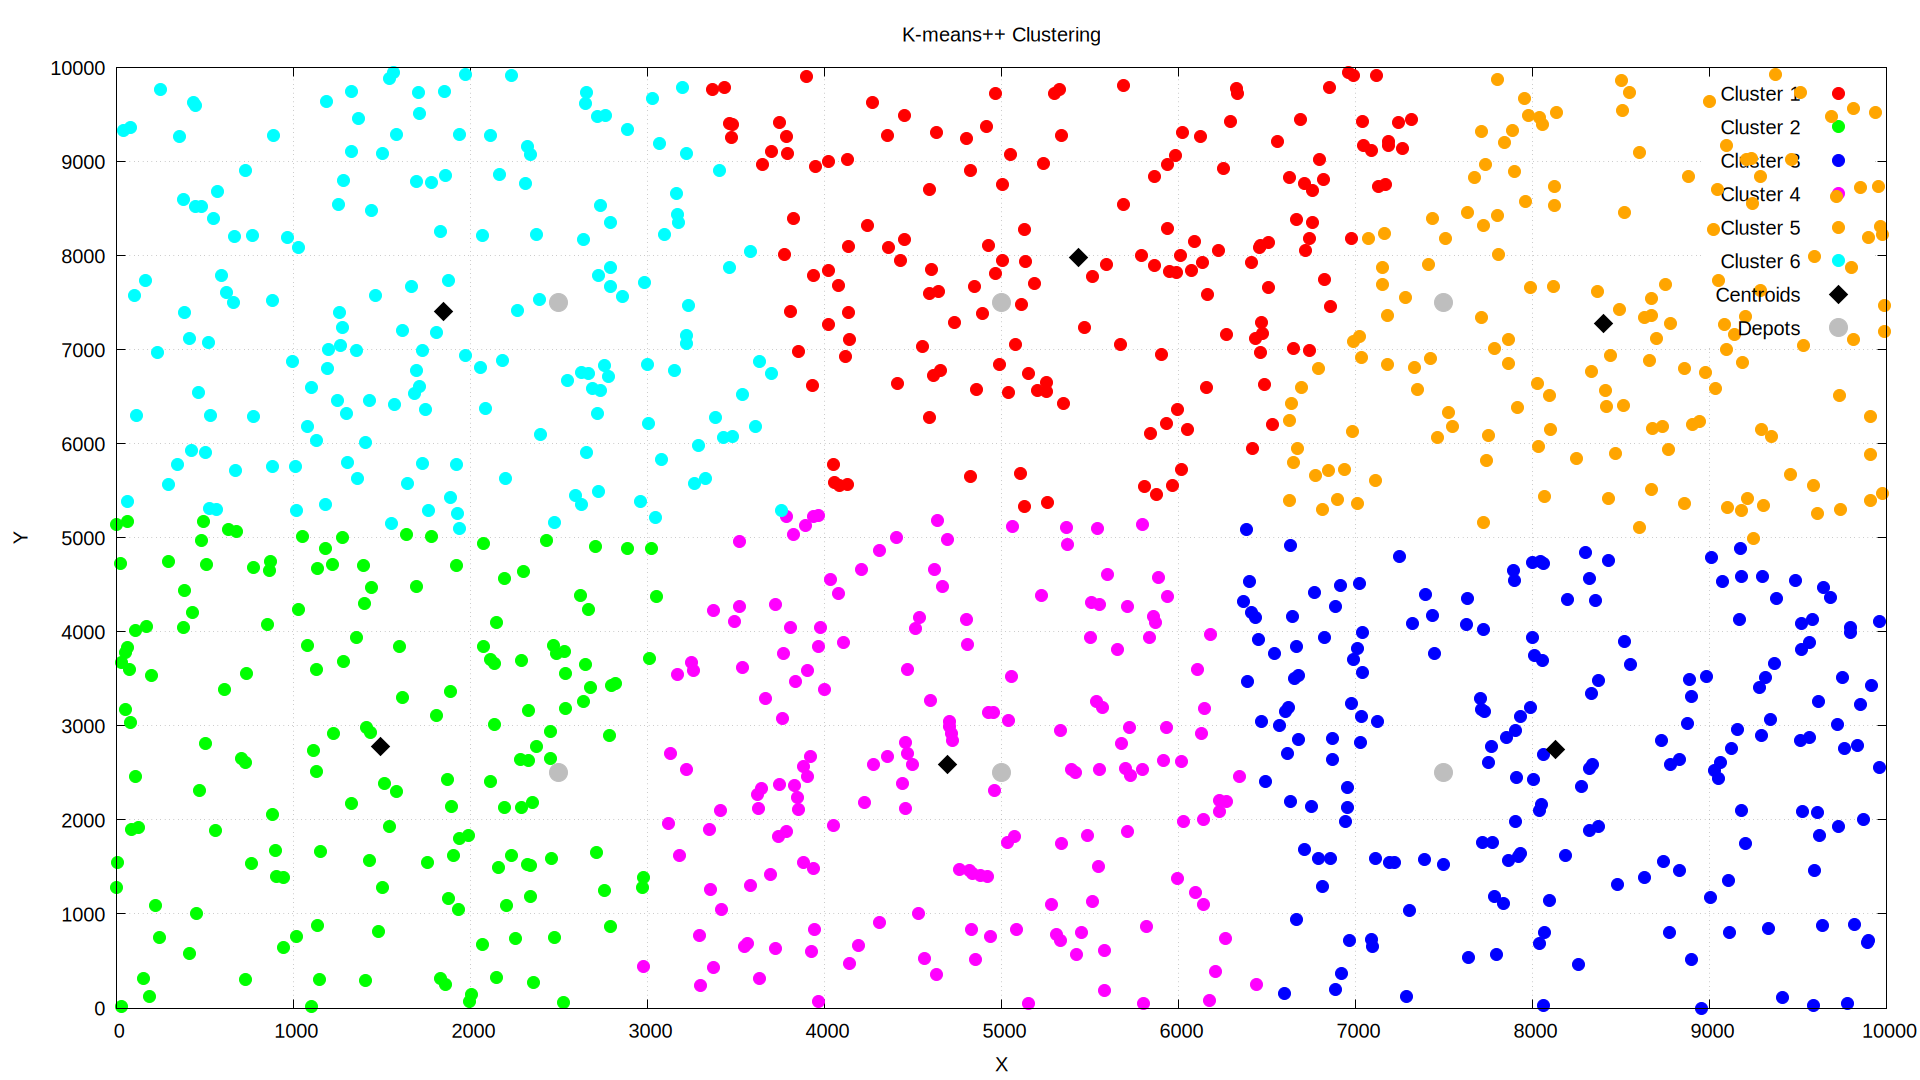 K-means++ Clustering
10000
9000
8000
7000
6000
5000
4000
3000
2000
1000
0
Y
Cluster 1
Cluster 2
Cluster 3
Cluster 4
Cluster 5
Cluster 6
Centroids
Depots
0 1000 2000 3000 4000 5000 6000 7000 8000 9000 10000
X